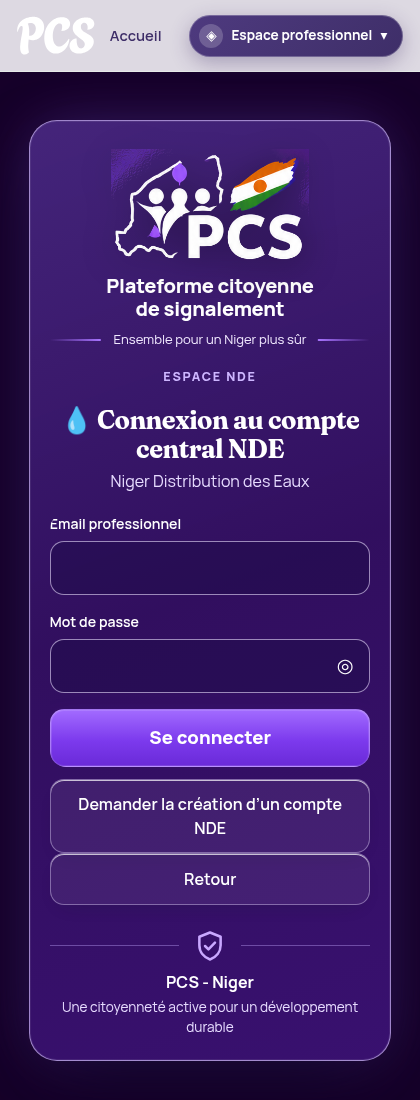 PCS
Accueil
Espace professionnel
PCS
Plateforme citoyenne
de signalement
Ensemble pour un Niger plus sûr
ESPACE NDE
Connexion au compte
central NDE
Niger Distribution des Eaux
Email professionnel
Mot de passe
Se connecter
Demander la création d’un compte
NDE
Retour
PCS - Niger
Une citoyenneté active pour un développement
durable